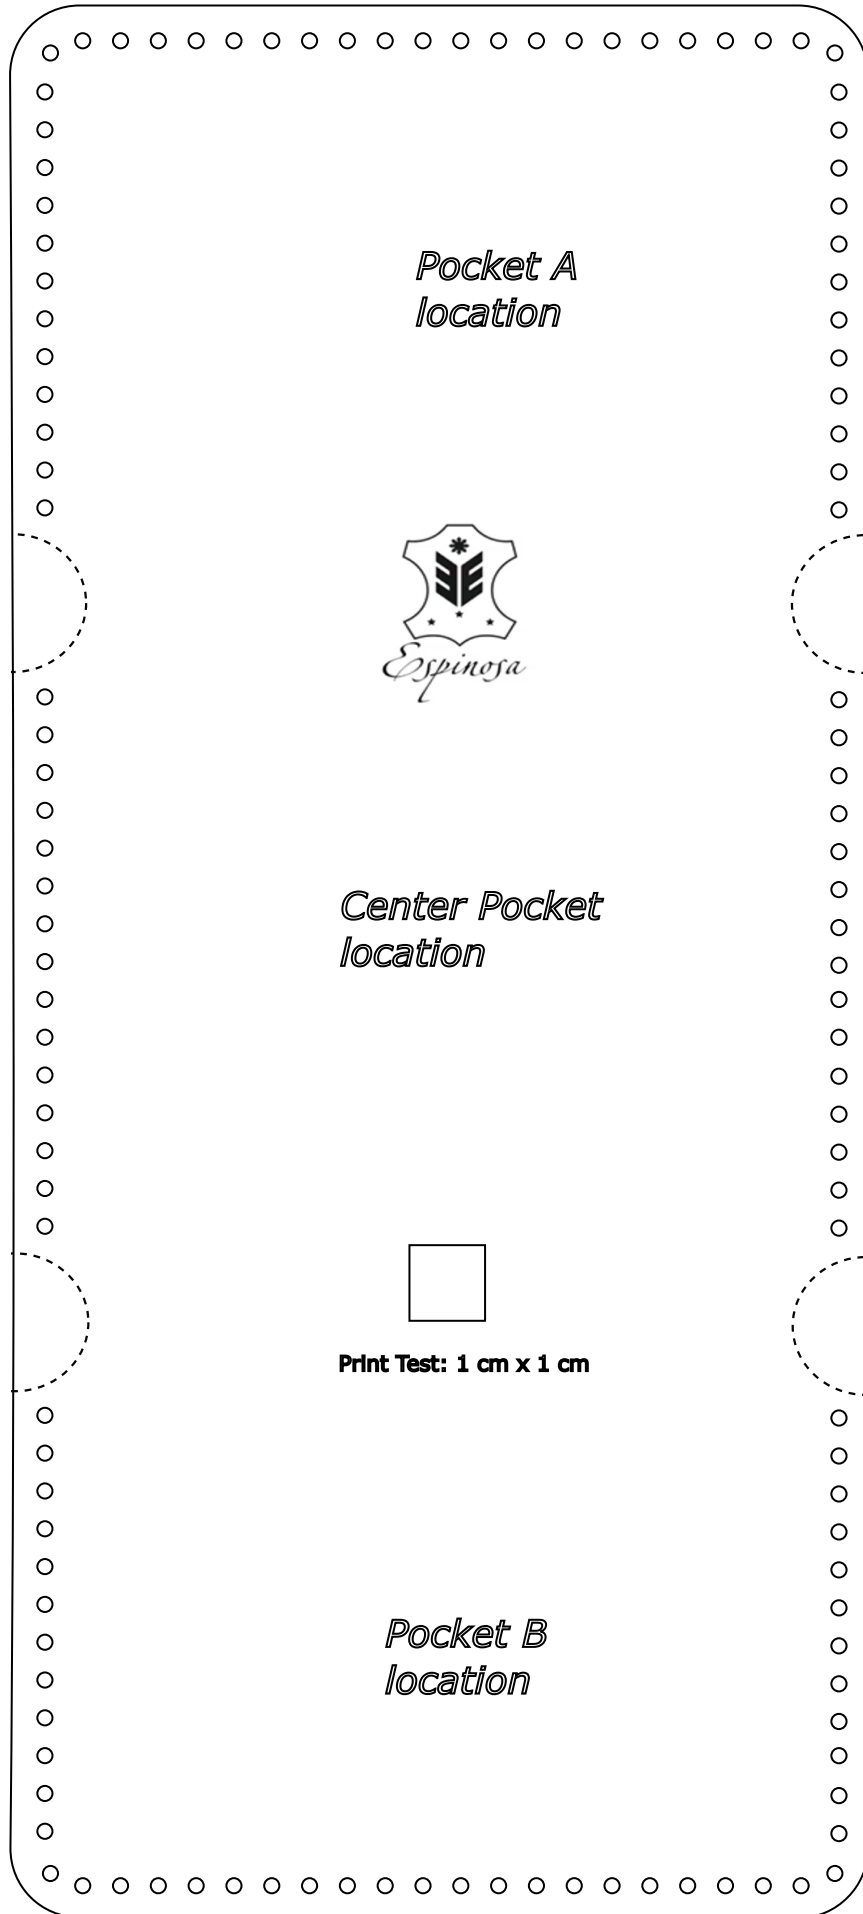 Pocket A
location
Espinosa
Center Pocket
location
Print Test: 1 cm x 1 cm
Pocket B
location